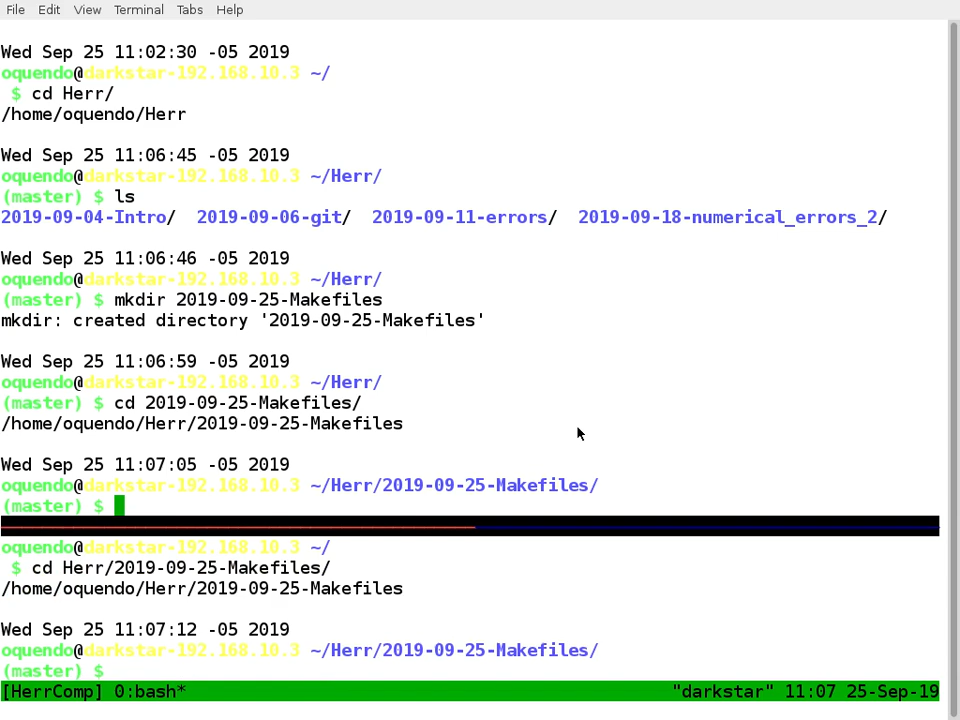 File Edit View Terminal Tabs Help
Wed Sep 25 11:02:30 -05 2019
oquendo@darkstar-192.168.10.3 ~/
$ cd Herr/
/home/oquendo/Herr
Wed Sep 25 11:06:45 -05 2019
oquendo@darkstar-192.168.10.3 ~/Herr/
(master) $ ls
2019-09-04-Intro/ 2019-09-06-git/ 2019-09-11-errors/ 2019-09-18-numerical_errors_2/
Wed Sep 25 11:06:46 -05 2019
oquendo@darkstar-192.168.10.3 ~/Herr/
(master) $ mkdir 2019-09-25-Makefiles
mkdir: created directory '2019-09-25-Makefiles'
Wed Sep 25 11:06:59 -05 2019
oquendo@darkstar-192.168.10.3 ~/Herr/
(master) $ cd 2019-09-25-Makefiles/
/home/oquendo/Herr/2019-09-25-Makefiles
Wed Sep 25 11:07:05 -05 2019
oquendo@darkstar-192.168.10.3 ~/Herr/2019-09-25-Makefiles/
(master) $
oquendo@darkstar-192.168.10.3 ~/
$ cd Herr/2019-09-25-Makefiles/
/home/oquendo/Herr/2019-09-25-Makefiles
Wed Sep 25 11:07:12 -05 2019
oquendo@darkstar-192.168.10.3 ~/Herr/2019-09-25-Makefiles/
(master) $
[HerrComp] 0:bash* "darkstar" 11:07 25-Sep-19